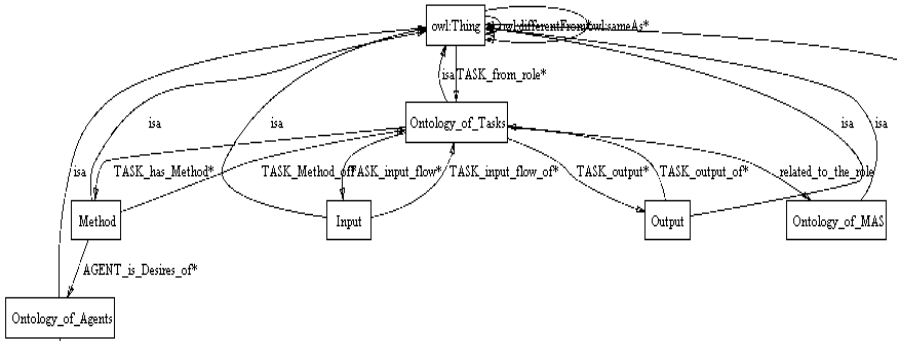 owl:Thing
owl:differentFrom* owl:sameAs*
isa TASK_from_role*
isa
isa
Ontology_of_Tasks
isa
isa
isa
TASK_has_Method*
TASK_Method_of*
TASK_input_flow*
TASK_input_flow_of*
TASK_output*
TASK_output_of*
related_to_the_role
Method
Input
Output
Ontology_of_MAS
AGENT_is_Desires_of*
Ontology_of_Agents